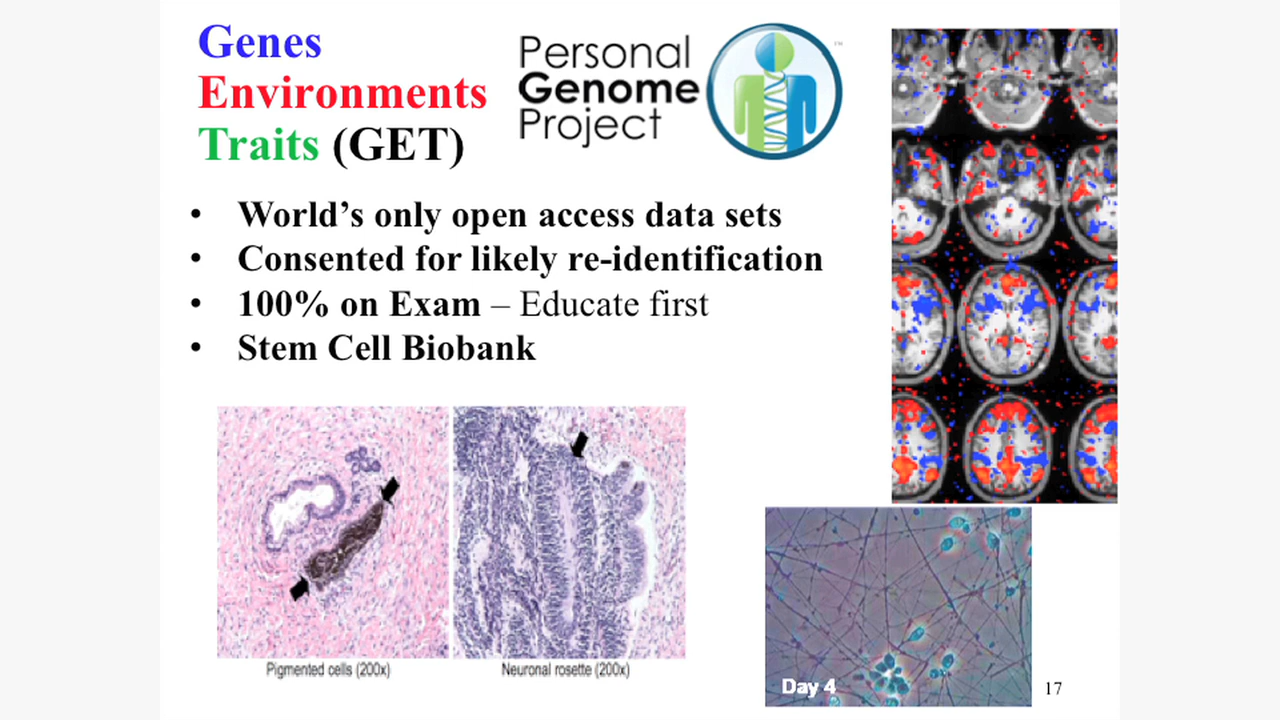 Genes
Environments
Traits (GET)
Personal
Genome
Project
TM
• World’s only open access data sets
• Consented for likely re-identification
• 100% on Exam – Educate first
• Stem Cell Biobank
Pigmented cells (200x)
Neuronal rosette (200x)
Day 4
17